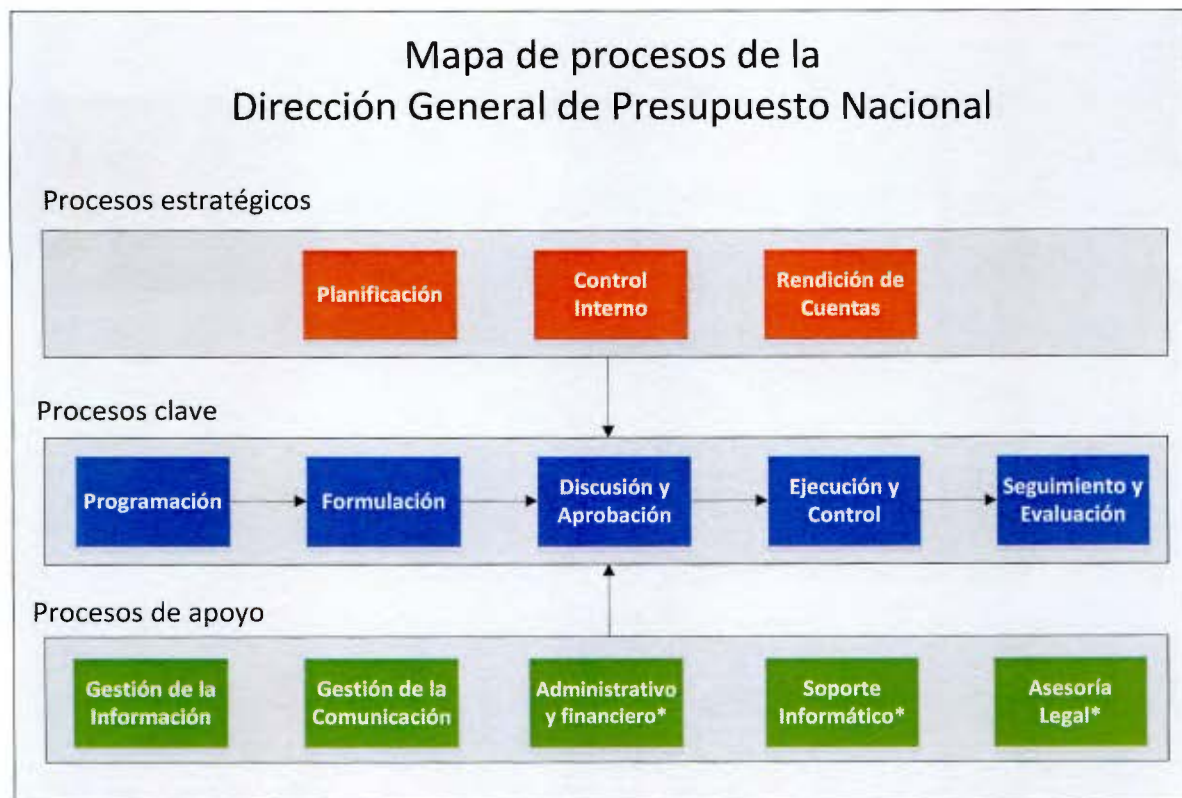 Mapa de procesos de la
Dirección General de Presupuesto Nacional
Procesos estratégicos
Planificación
Control
Interno
Rendición de
Cuentas
Procesos clave
Programación
Formulación
Discusión y
Aprobación
Ejecución y
Control
Seguimiento y
Evaluación
Procesos de apoyo
Gestión de la
Información
Gestión de la
Comunicación
Administrativo
y financiero*
Soporte
Informático*
Asesoría
Legal*